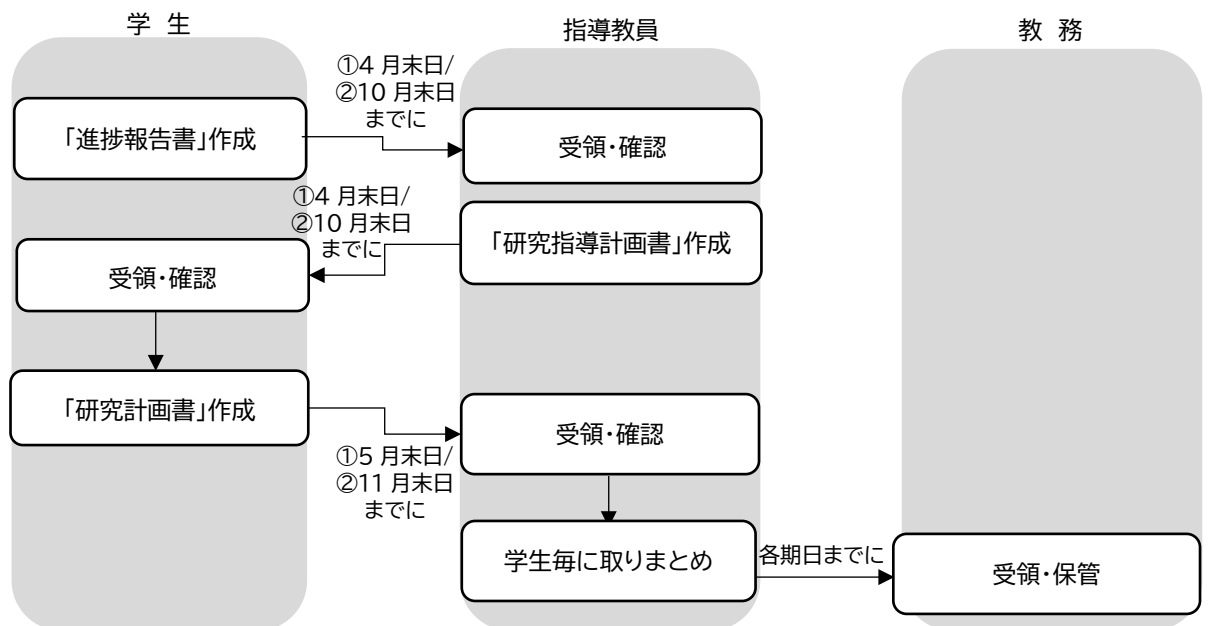 学 生
指導教員
教 務
①4 月末日/
②10 月末日
までに
「進捗報告書」作成
受領・確認
①4 月末日/
②10 月末日
までに
「研究指導計画書」作成
受領・確認
「研究計画書」作成
受領・確認
①5 月末日/
②11 月末日
までに
学生毎に取りまとめ
各期日までに
受領・保管